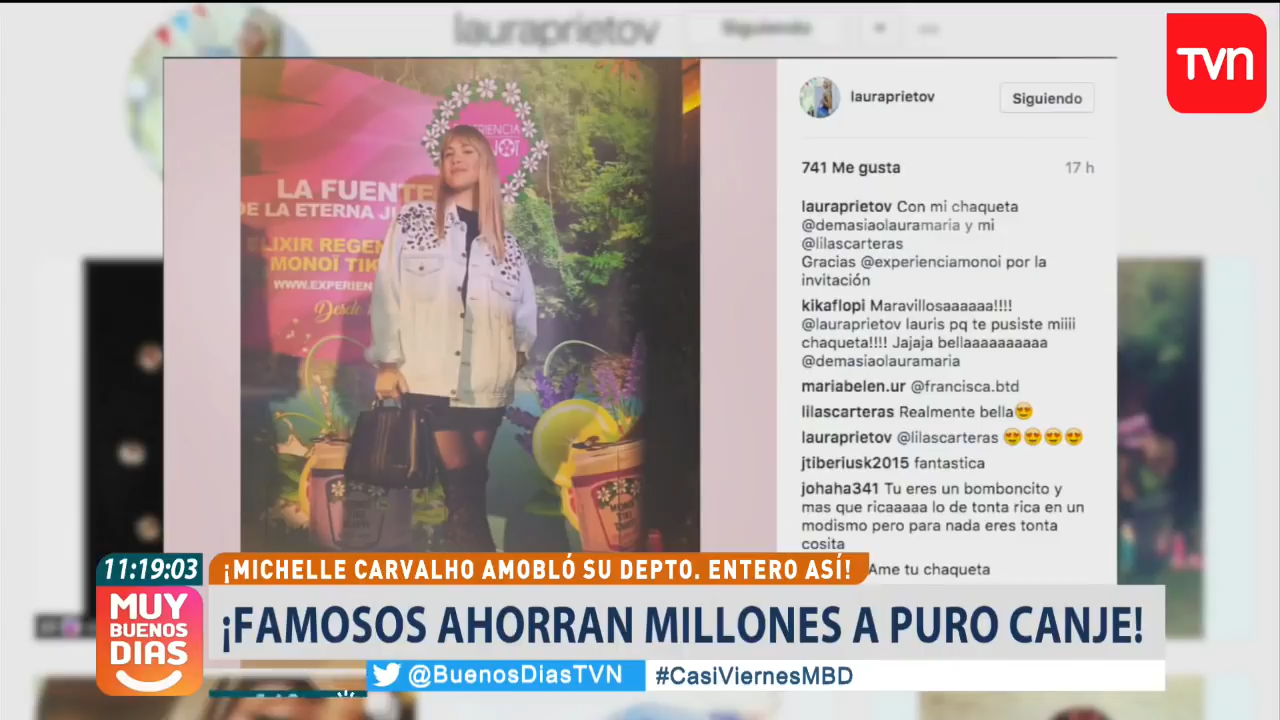 lauraprietov Siguiendo
TVN
lauraprietov Siguiendo
741 Me gusta 17 h
lauraprietov Con mi chaqueta
@demasiaolauramaria y mi
@lilascarteras
Gracias @experienciamonoi por la
invitación
kikaflopi Maravillosaaaaaa!!!!
@lauraprietov lauris pq te pusiste miiii
chaqueta!!!! Jajaja bellaaaaaaaaaa
@demasiaolauramaria
mariabelen.ur @francisca.btd
lilascarteras Realmente bella😍
lauraprietov @lilascarteras 😍😍😍😍
jtiberiusk2015 fantastica
johaha341 Tu eres un bomboncito y
mas que ricaaaaa lo de tonta rica en un
modismo pero para nada eres tonta
cosita
Ame tu chaqueta
LA FUENTE
DE LA ETERNA
ELIXIR REGEN
MONOÏ TIK
WWW.EXPERIEN
Desde
11:19:03
¡MICHELLE CARVALHO AMOBLÓ SU DEPTO. ENTERO ASÍ!
MUY
BUENOS
DIAS
¡FAMOSOS AHORRAN MILLONES A PURO CANJE!
@BuenosDiasTVN #CasiViernesMBD